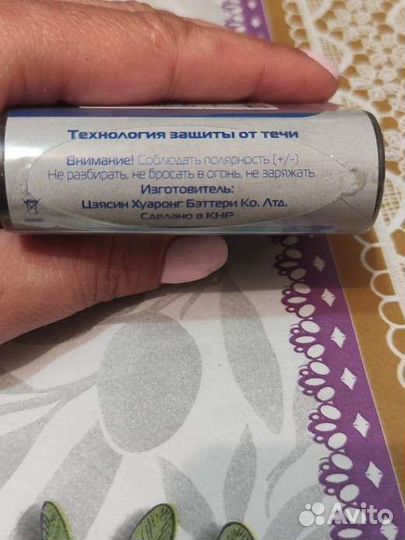 Технология защиты от течи
Внимание! Соблюдать полярность (+/-)
Не разбирать, не бросать в огонь, не заряжать.
Изготовитель:
Цзясин Хуаронг Бэттери Ко. Лтд.
Сделано в КНР
Avito